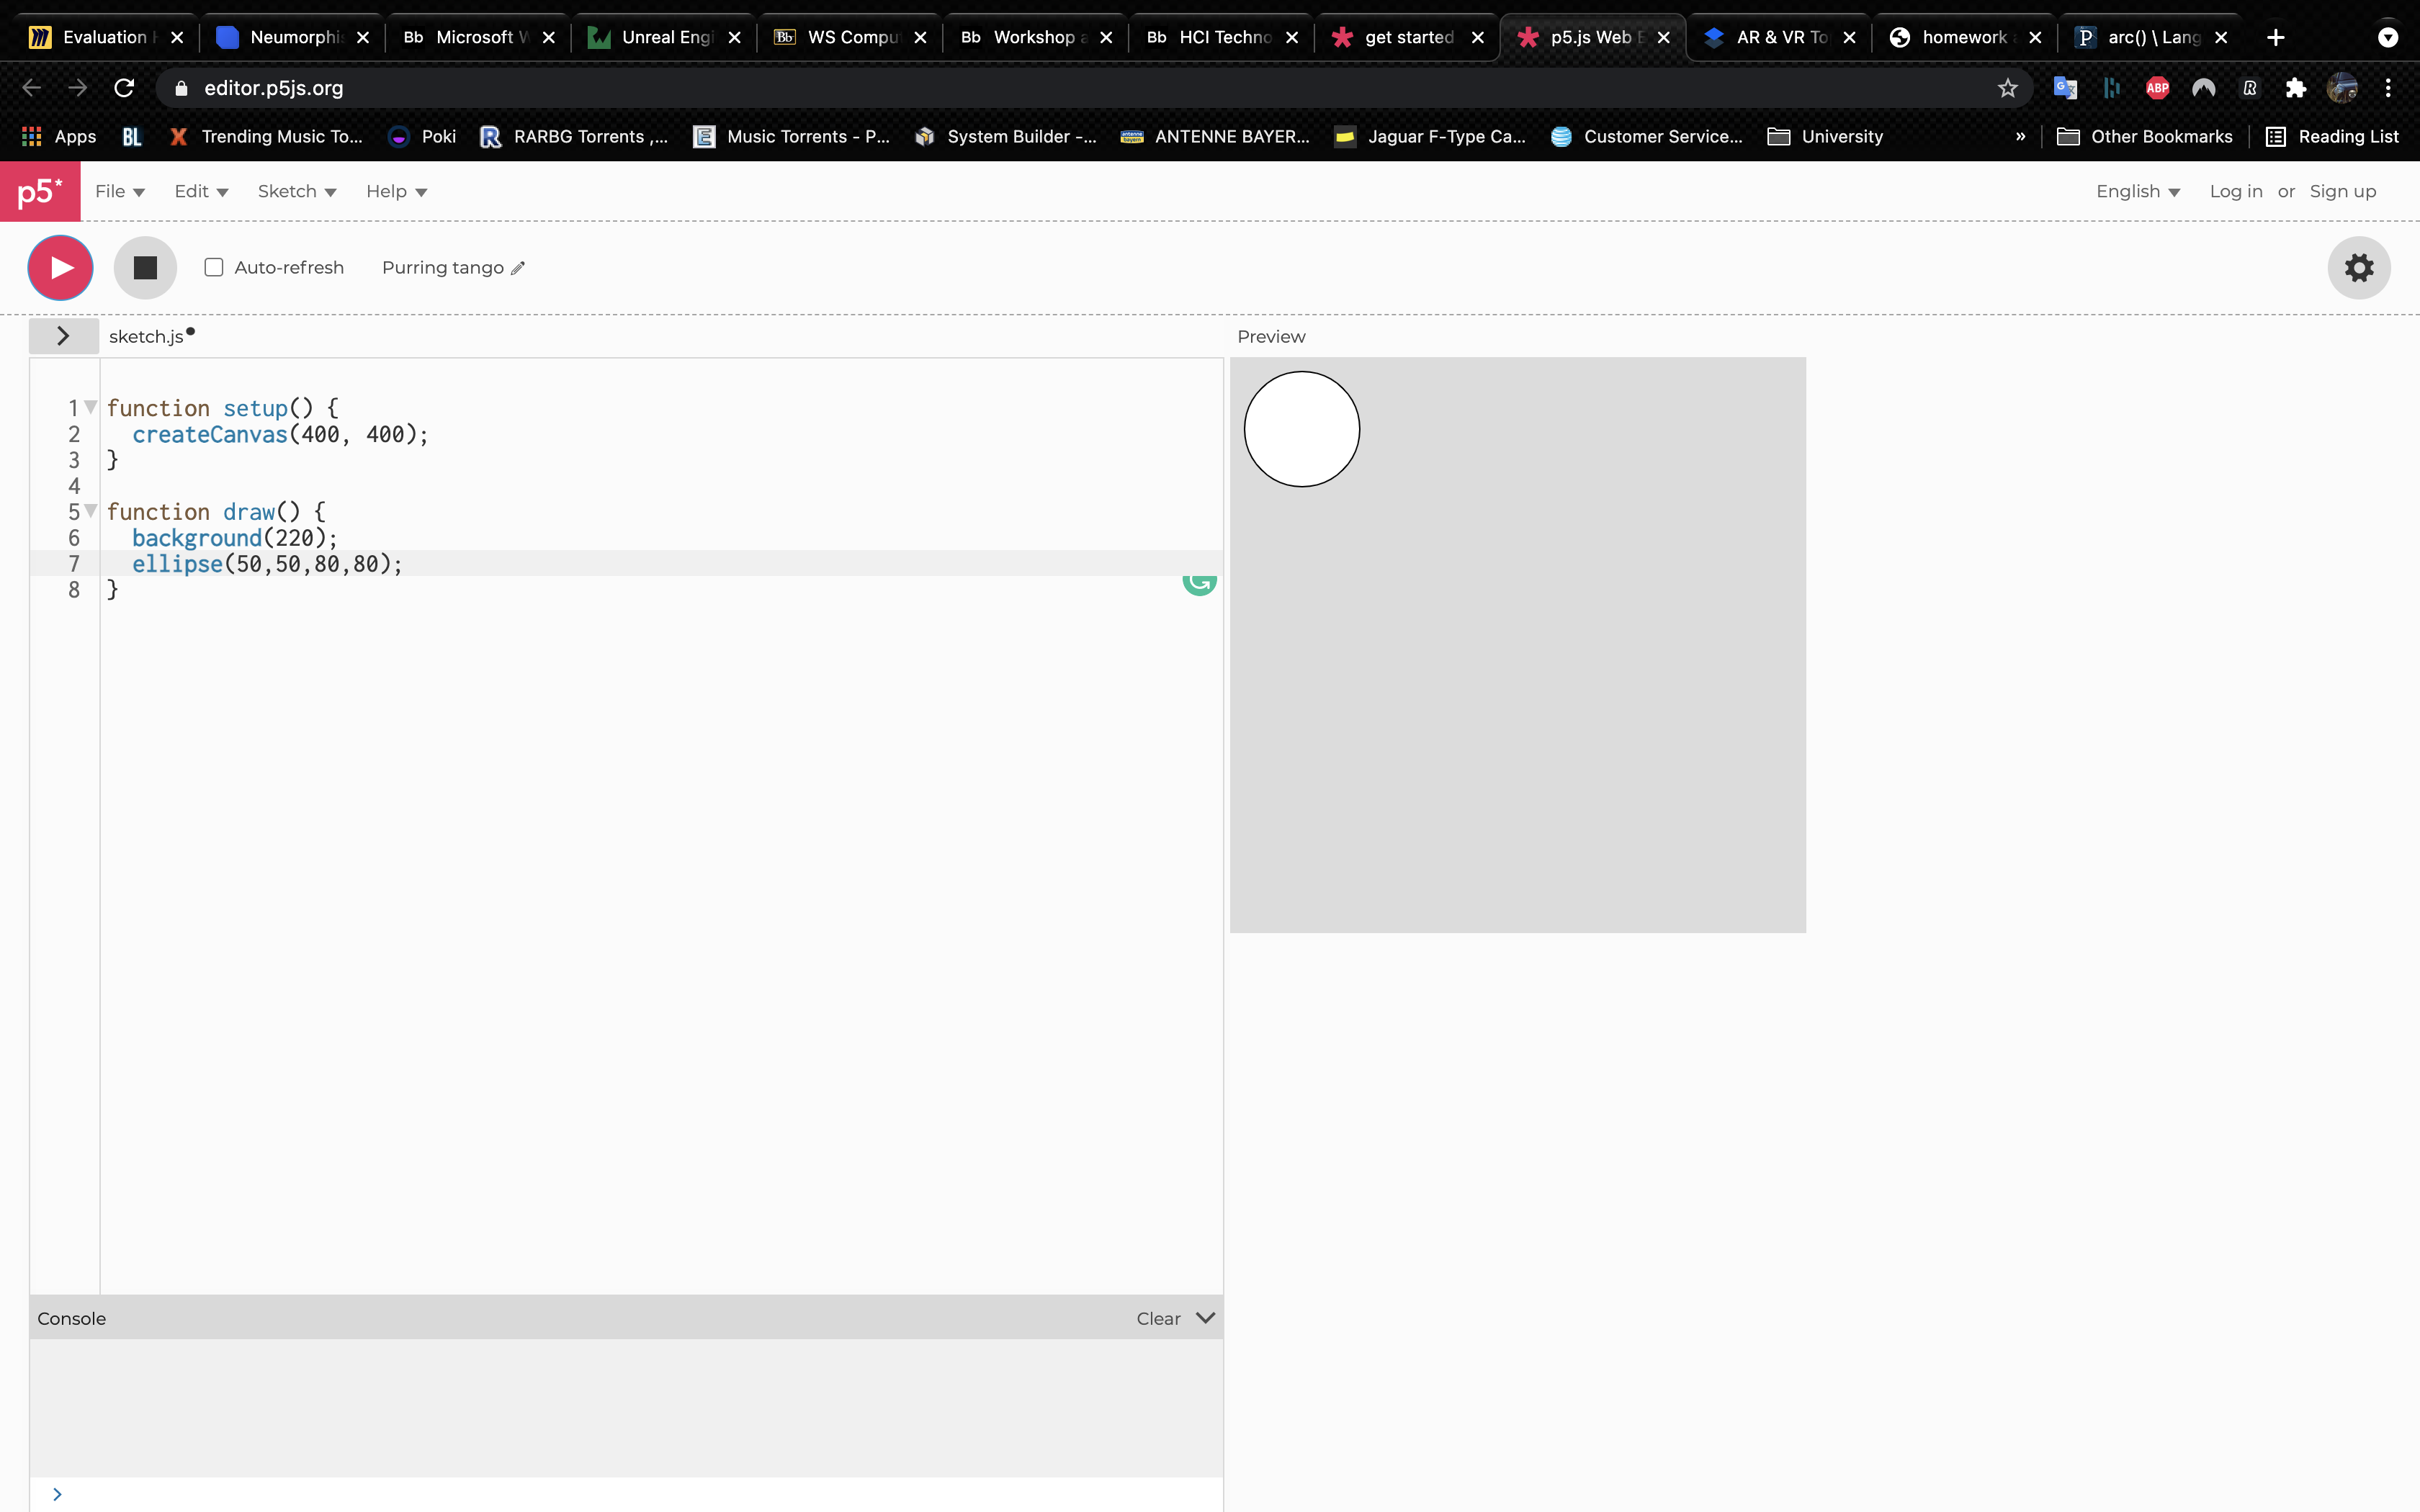 Evaluation
Neumorphi
Bb Microsoft W
Unreal Engi
Bb WS Compu
Bb Workshop a
Bb HCI Techno
get started
p5.js Web E
AR & VR To
homework
P arc() \ Lang
editor.p5js.org
ABP
Apps
BL
X Trending Music To...
Poki
R RARBG Torrents ,...
E Music Torrents - P...
System Builder -...
ANTENNE BAYER...
Jaguar F-Type Ca...
Customer Service...
University
»
Other Bookmarks
Reading List
p5*
File
Edit
Sketch
Help
English
Log in or Sign up
Auto-refresh
Purring tango
sketch.js
Preview
1 function setup() {
2 createCanvas(400, 400);
3 }
4
5 function draw() {
6 background(220);
7 ellipse(50,50,80,80);
8 }
Console
Clear
>